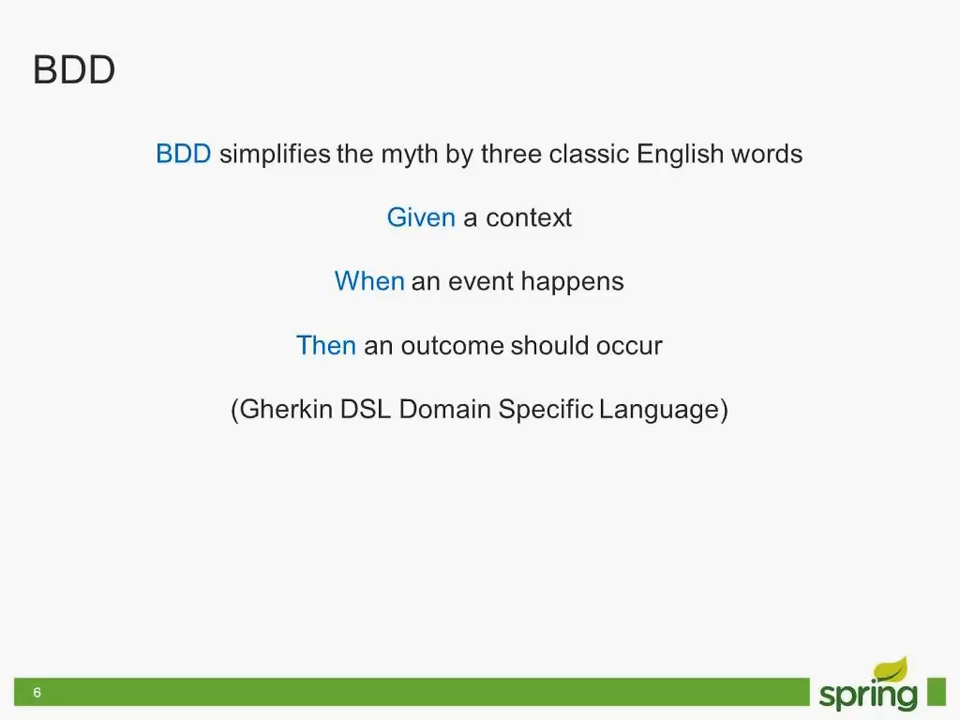 BDD
BDD simplifies the myth by three classic English words
Given a context
When an event happens
Then an outcome should occur
(Gherkin DSL Domain Specific Language)
6
spring